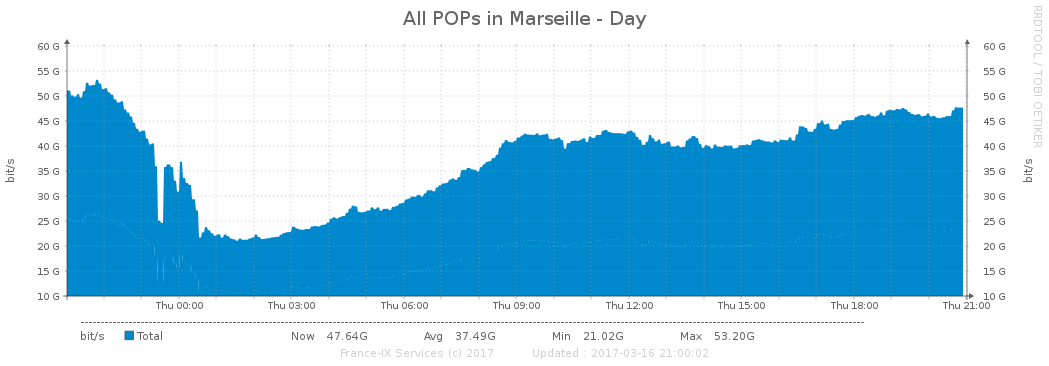 All POPs in Marseille - Day
RRDTOOL / TOBI OETIKER
bit/s
60 G
55 G
50 G
45 G
40 G
35 G
30 G
25 G
20 G
15 G
10 G
60 G
55 G
50 G
45 G
40 G
35 G
30 G
25 G
20 G
15 G
10 G
bit/s
Thu 00:00 Thu 03:00 Thu 06:00 Thu 09:00 Thu 12:00 Thu 15:00 Thu 18:00 Thu 21:00
bit/s Total Now 47.64G Avg 37.49G Min 21.02G Max 53.20G
France-IX Services (c) 2017 Updated : 2017-03-16 21:00:02